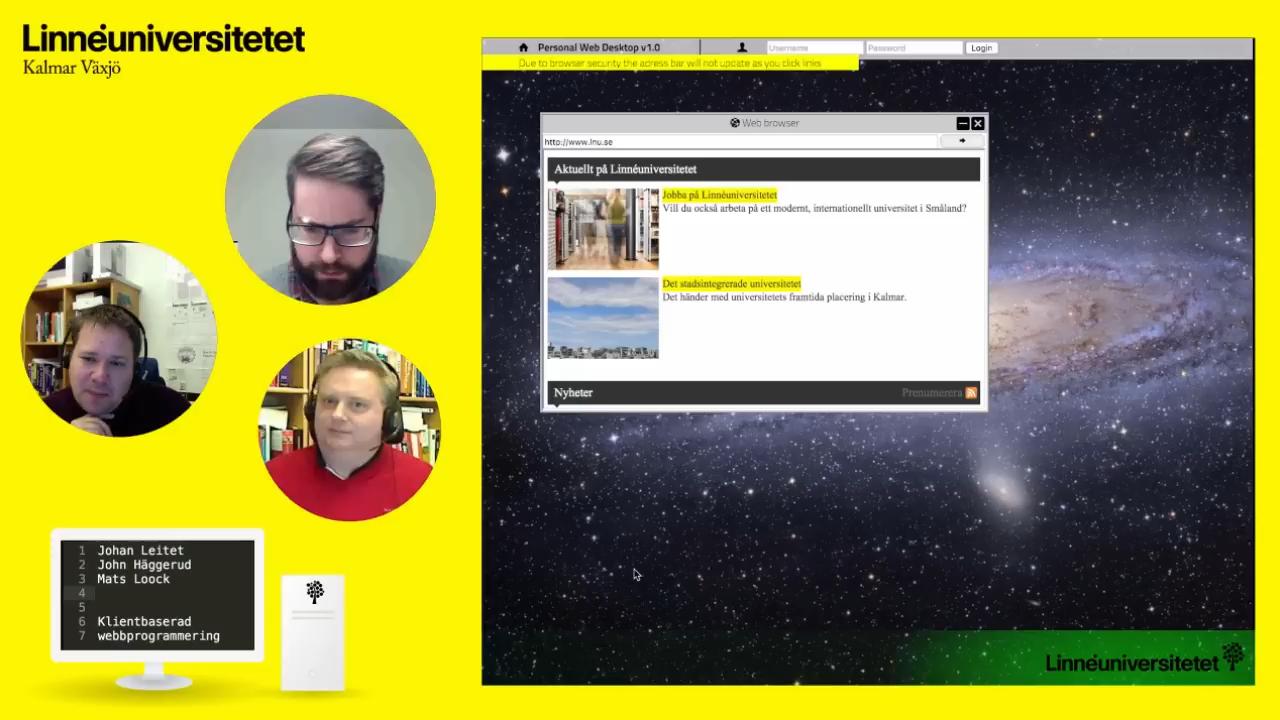 Linnéuniversitetet
Kalmar Växjö
Personal Web Desktop v1.0
Username
Password
Login
Due to browser security the adress bar will not update as you click links
Web browser
http://www.lnu.se
Aktuellt på Linnéuniversitetet
Jobba på Linnéuniversitetet
Vill du också arbeta på ett modernt, internationellt universitet i Småland?
Det stadsintegrerade universitetet
Det händer med universitetets framtida placering i Kalmar.
Nyheter
Prenumerera
1 Johan Leitet
2 John Häggerud
3 Mats Loock
4
5
6 Klientbaserad
7 webbprogrammering
Linnéuniversitetet